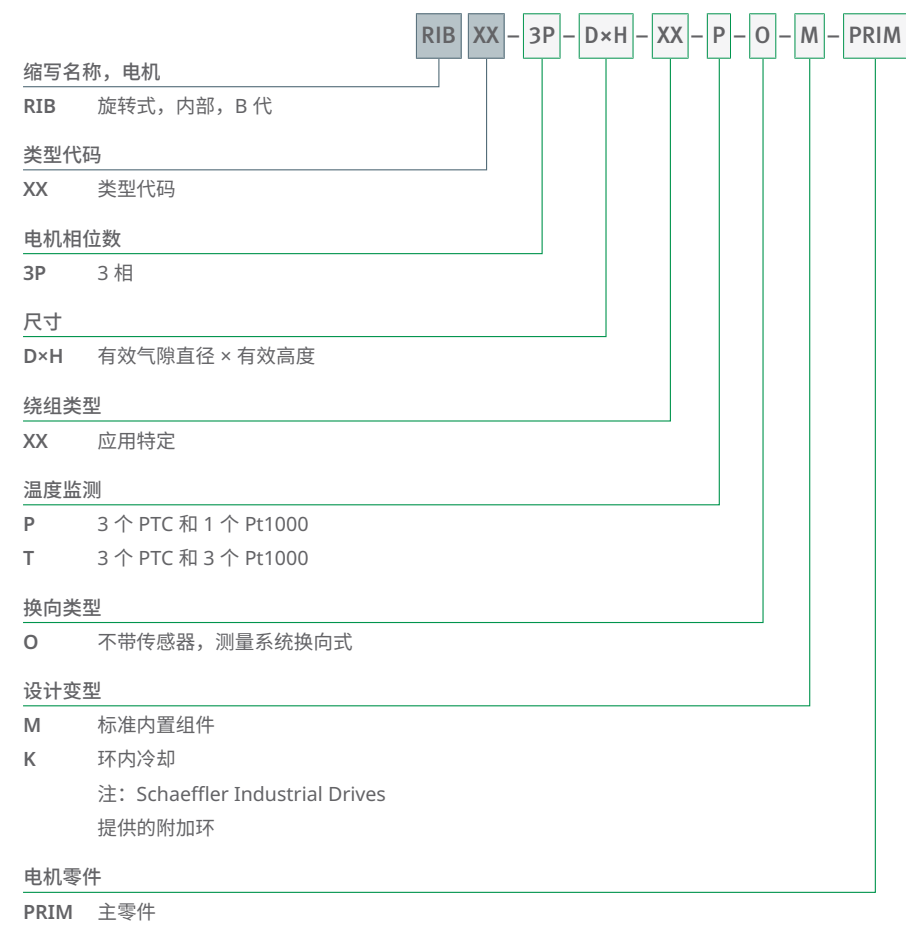 RIB XX – 3P – D×H – XX – P – O – M – PRIM
缩写名称，电机
RIB 旋转式，内部，B 代
类型代码
XX 类型代码
电机相位数
3P 3 相
尺寸
D×H 有效气隙直径 × 有效高度
绕组类型
XX 应用特定
温度监测
P 3 个 PTC 和 1 个 Pt1000
T 3 个 PTC 和 3 个 Pt1000
换向类型
O 不带传感器，测量系统换向式
设计变型
M 标准内置组件
K 环内冷却
注：Schaeffler Industrial Drives
提供的附加环
电机零件
PRIM 主零件